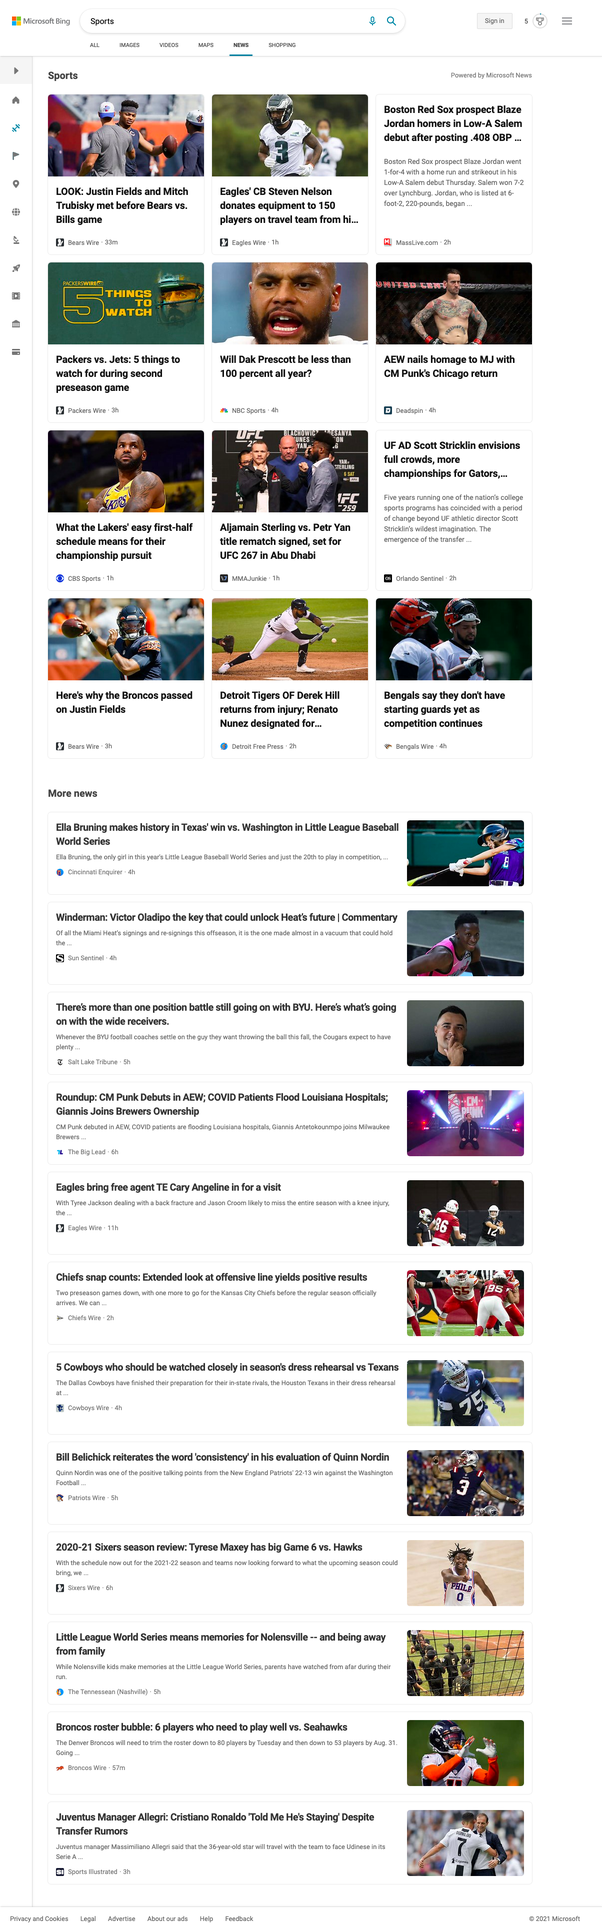 Microsoft Bing
Sports
Sign in
5
ALL IMAGES VIDEOS MAPS NEWS SHOPPING
Sports
Powered by Microsoft News
LOOK: Justin Fields and Mitch
Trubisky met before Bears vs.
Bills game
Bears Wire · 33m
Eagles' CB Steven Nelson
donates equipment to 150
players on travel team from hi...
Eagles Wire · 1h
Boston Red Sox prospect Blaze
Jordan homers in Low-A Salem
debut after posting .408 OBP ...
Boston Red Sox prospect Blaze Jordan went
1-for-4 with a home run and strikeout in his
Low-A Salem debut Thursday. Salem won 7-2
over Lynchburg. Jordan, who is listed at 6-
foot-2, 220-pounds, began ...
MassLive.com · 2h
PACKERSWIRE
5 THINGS
TO
WATCH
Packers vs. Jets: 5 things to
watch for during second
preseason game
Packers Wire · 3h
Will Dak Prescott be less than
100 percent all year?
NBC Sports · 4h
UNITED CENTER
AEW nails homage to MJ with
CM Punk's Chicago return
Deadspin · 4h
What the Lakers' easy first-half
schedule means for their
championship pursuit
CBS Sports · 1h
UFC
259
Aljamain Sterling vs. Petr Yan
title rematch signed, set for
UFC 267 in Abu Dhabi
MMAJunkie · 1h
UF AD Scott Stricklin envisions
full crowds, more
championships for Gators,...
Five years running one of the nation's college
sports programs has coincided with a period
of change beyond UF athletic director Scott
Stricklin's wildest imagination. The
emergence of the transfer ...
Orlando Sentinel · 2h
Here's why the Broncos passed
on Justin Fields
Bears Wire · 3h
Detroit Tigers OF Derek Hill
returns from injury; Renato
Nunez designated for...
Detroit Free Press · 2h
Bengals say they don't have
starting guards yet as
competition continues
Bengals Wire · 4h
More news
Ella Bruning makes history in Texas' win vs. Washington in Little League Baseball
World Series
Ella Bruning, the only girl in this year's Little League Baseball World Series and just the 20th to play in competition, ...
Cincinnati Enquirer · 4h
Winderman: Victor Oladipo the key that could unlock Heat's future | Commentary
Of all the Miami Heat's signings and re-signings this offseason, it is the one made almost in a vacuum that could hold
the ...
Sun Sentinel · 4h
There's more than one position battle still going on with BYU. Here's what's going
on with the wide receivers.
Whenever the BYU football coaches settle on the guy they want throwing the ball this fall, the Cougars expect to have
plenty ...
Salt Lake Tribune · 5h
Roundup: CM Punk Debuts in AEW; COVID Patients Flood Louisiana Hospitals;
Giannis Joins Brewers Ownership
CM Punk debuted in AEW, COVID patients are flooding Louisiana hospitals, Giannis Antetokounmpo joins Milwaukee
Brewers ...
The Big Lead · 6h
CM
PUNK
Eagles bring free agent TE Cary Angeline in for a visit
With Tyree Jackson dealing with a back fracture and Jason Croom likely to miss the entire season with a knee injury,
the ...
Eagles Wire · 11h
86
12
Chiefs snap counts: Extended look at offensive line yields positive results
Two preseason games down, with one more to go for the Kansas City Chiefs before the regular season officially
arrives. We can ...
Chiefs Wire · 2h
65
95
5 Cowboys who should be watched closely in season's dress rehearsal vs Texans
The Dallas Cowboys have finished their preparation for their in-state rivals, the Houston Texans in their dress rehearsal
at ...
Cowboys Wire · 4h
75
Bill Belichick reiterates the word 'consistency' in his evaluation of Quinn Nordin
Quinn Nordin was one of the positive talking points from the New England Patriots' 22-13 win against the Washington
Football ...
Patriots Wire · 5h
3
2020-21 Sixers season review: Tyrese Maxey has big Game 6 vs. Hawks
With the schedule now out for the 2021-22 season and teams now looking forward to what the upcoming season could
bring, we ...
Sixers Wire · 6h
PHILA
0
Little League World Series means memories for Nolensville -- and being away
from family
While Nolensville kids make memories at the Little League World Series, parents have watched from afar during their
run.
The Tennessean (Nashville) · 5h
Broncos roster bubble: 6 players who need to play well vs. Seahawks
The Denver Broncos will need to trim the roster down to 80 players by Tuesday and then down to 53 players by Aug. 31.
Going ...
Broncos Wire · 57m
Juventus Manager Allegri: Cristiano Ronaldo 'Told Me He's Staying' Despite
Transfer Rumors
Juventus manager Massimiliano Allegri said that the 36-year-old star will travel with the team to face Udinese in its
Serie A ...
Sports Illustrated · 3h
7
Privacy and Cookies Legal Advertise About our ads Help Feedback
© 2021 Microsoft